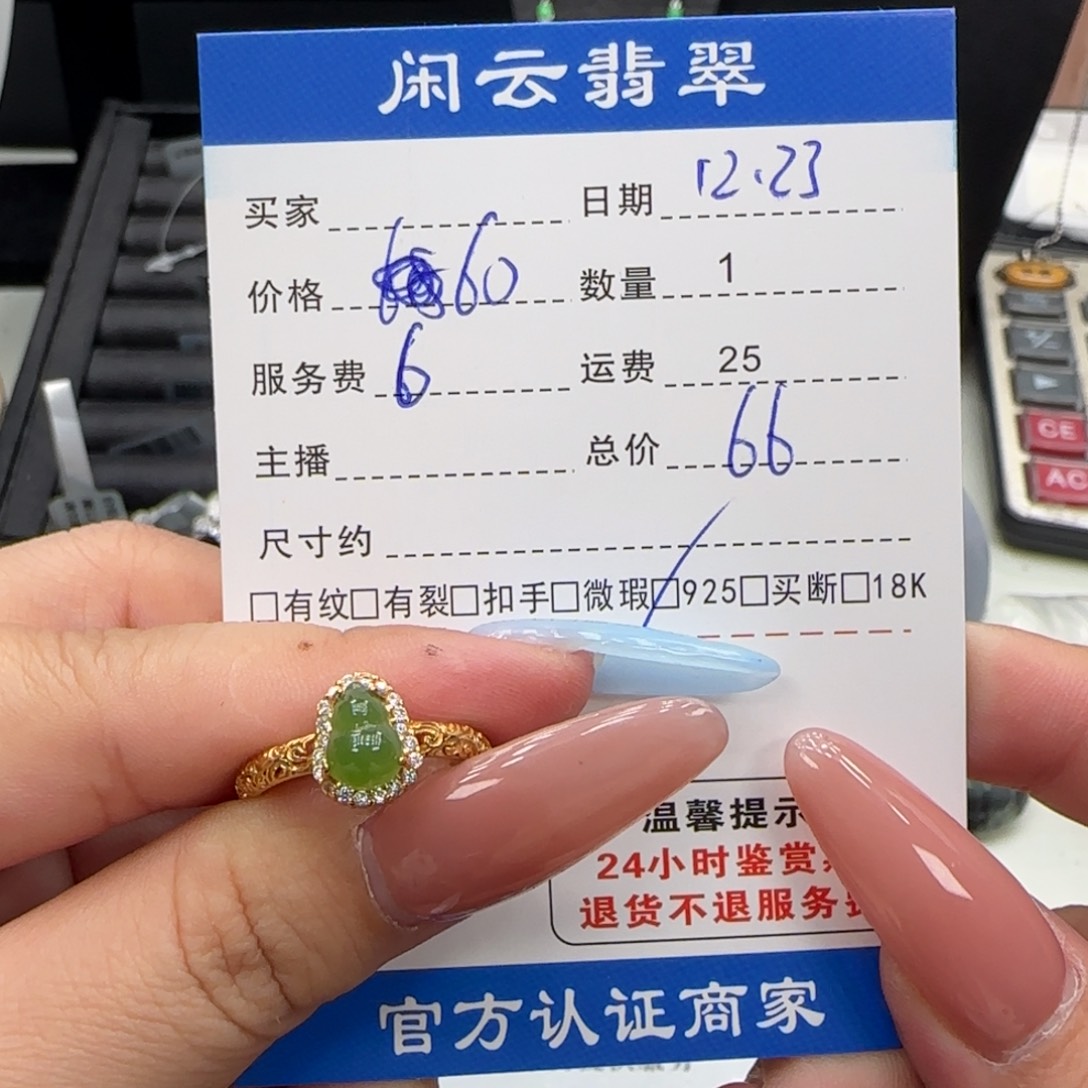 闲云翡翠
买家 日期 12.23
价格 60 数量 1
服务费 6 运费 25
主播 总价 66
尺寸约
□有纹□有裂□扣手□微瑕□925□买断□18K
温馨提示
24小时鉴赏
退货不退服务
官方认证商家
CE
AC